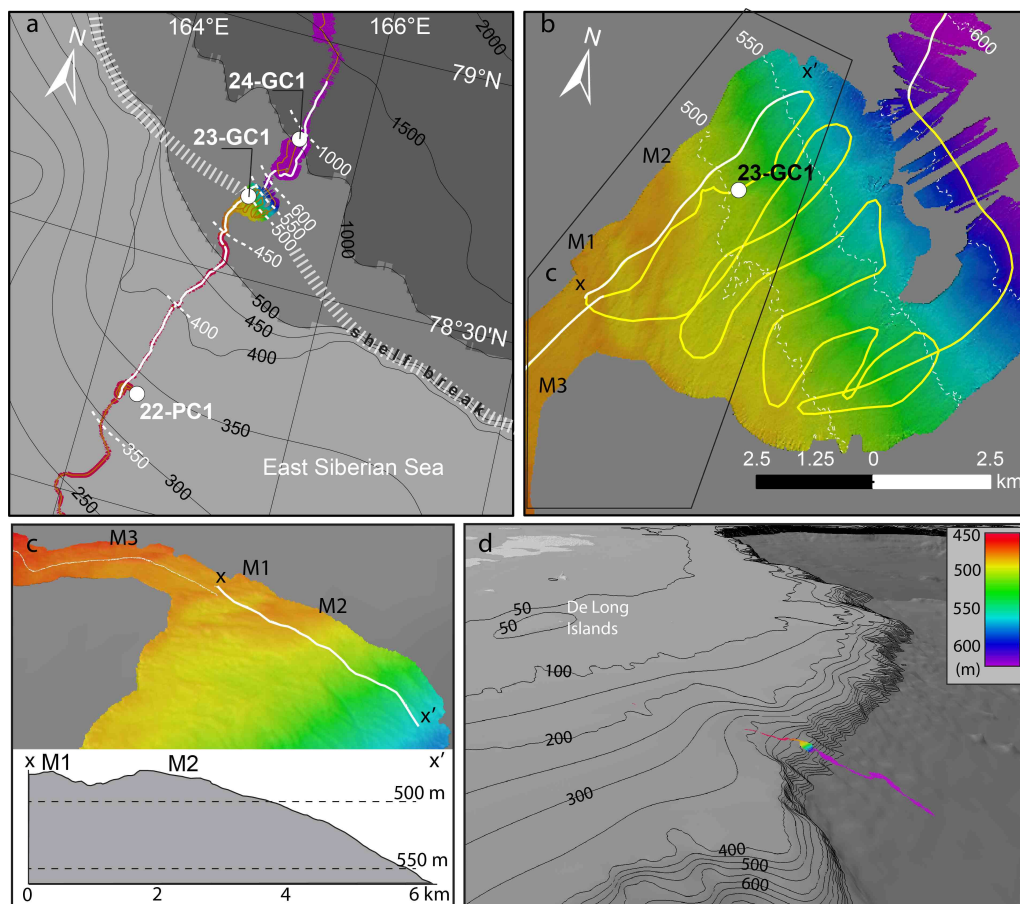 a
164°E
166°E
2000
N
79°N
24-GC1
1500
23-GC1
1000
600
550
500
1000
450
500
450
400
78°30'N
400
shelf break
22-PC1
350
350
East Siberian Sea
300
250
b
N
550
x'
600
500
M2
23-GC1
M1
c
x
M3
2.5 1.25 0 2.5
km
c
M3
x
M1
M2
x'
x M1 M2 x'
500 m
550 m
0 2 4 6 km
d
450
500
550
600
(m)
50
50
De Long
Islands
100
200
300
400
500
600